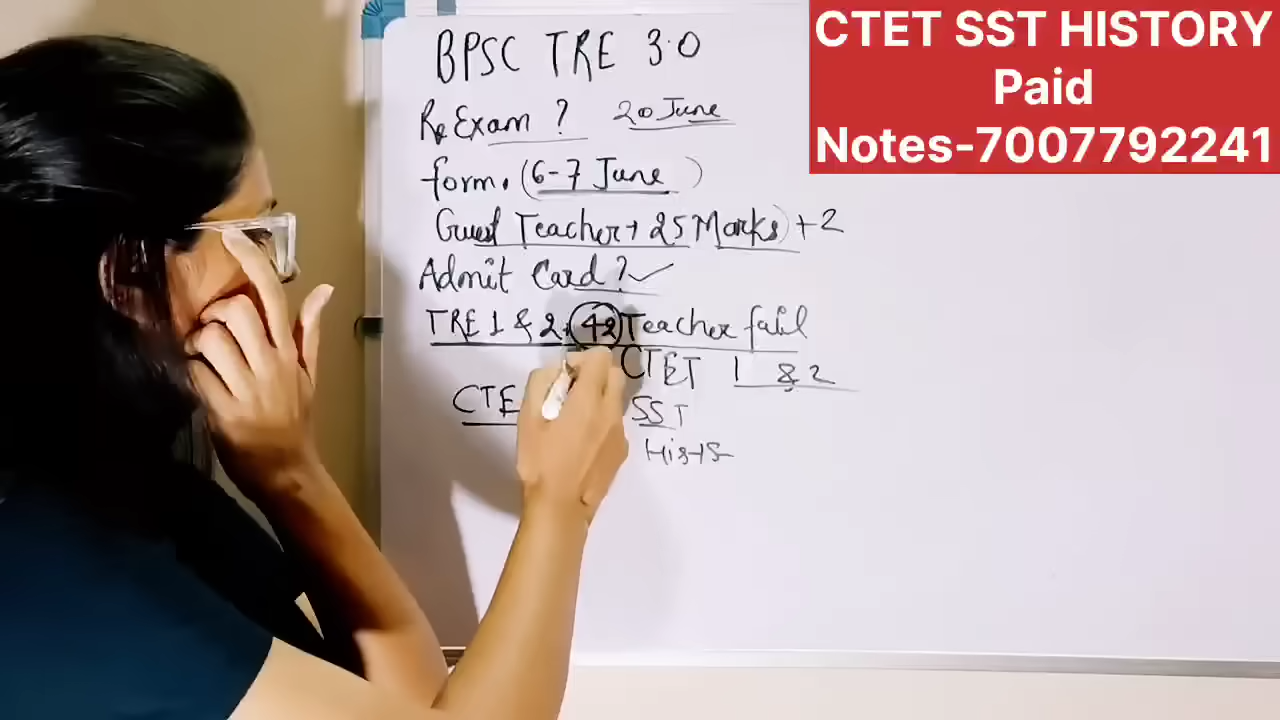 BPSC TRE 3.0
Re Exam ? 20 June
form. (6-7 June )
Guest Teacher + 25 Marks) + 2
Admit Card ? ✓
TRE 1 & 2. 42 Teacher fail
CTET 1 & 2
CTE SST
CTET SST HISTORY
Paid
Notes-7007792241